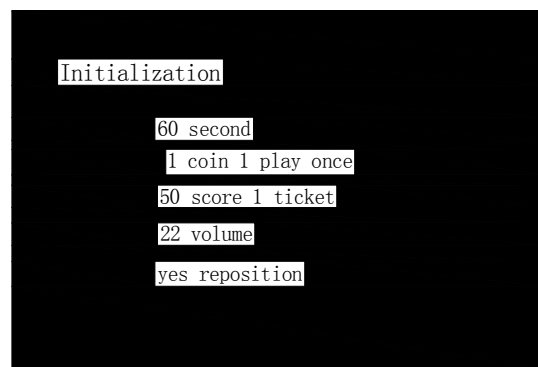 Initialization
60 second
1 coin 1 play once
50 score 1 ticket
22 volume
yes reposition